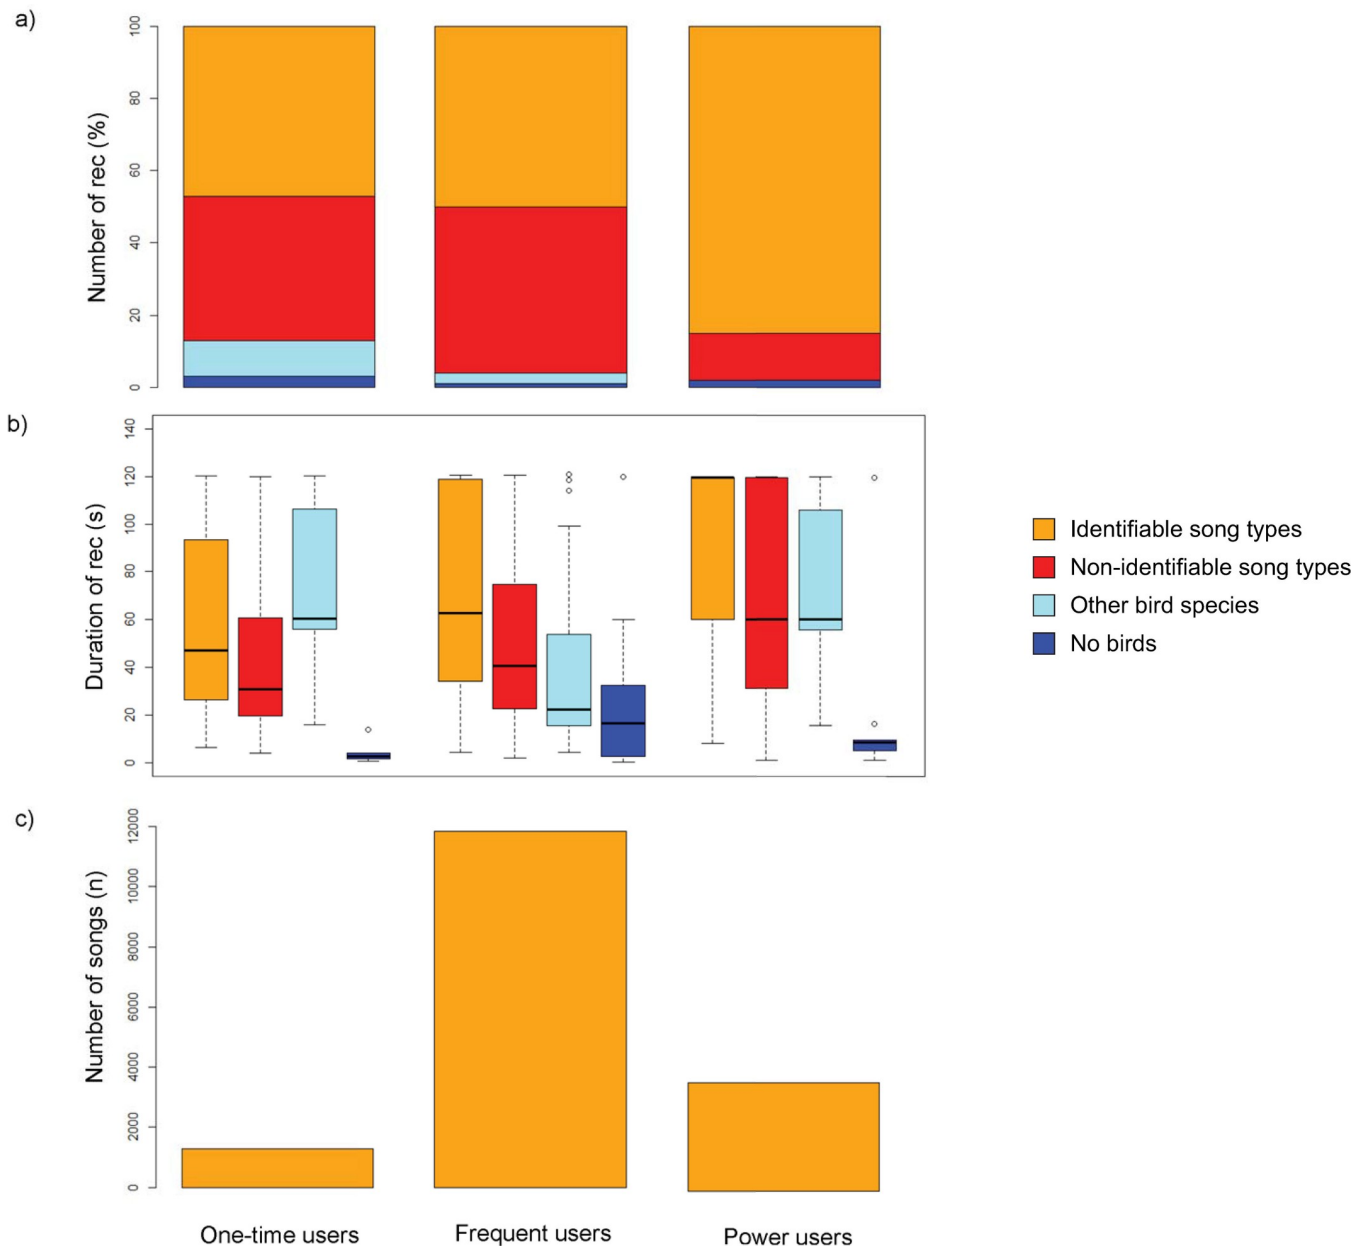 a)
Number of rec (%)
100
80
60
40
20
0
b)
Duration of rec (s)
140
120
100
80
60
40
20
0
Identifiable song types
Non-identifiable song types
Other bird species
No birds
c)
Number of songs (n)
12000
10000
8000
6000
4000
2000
0
One-time users
Frequent users
Power users